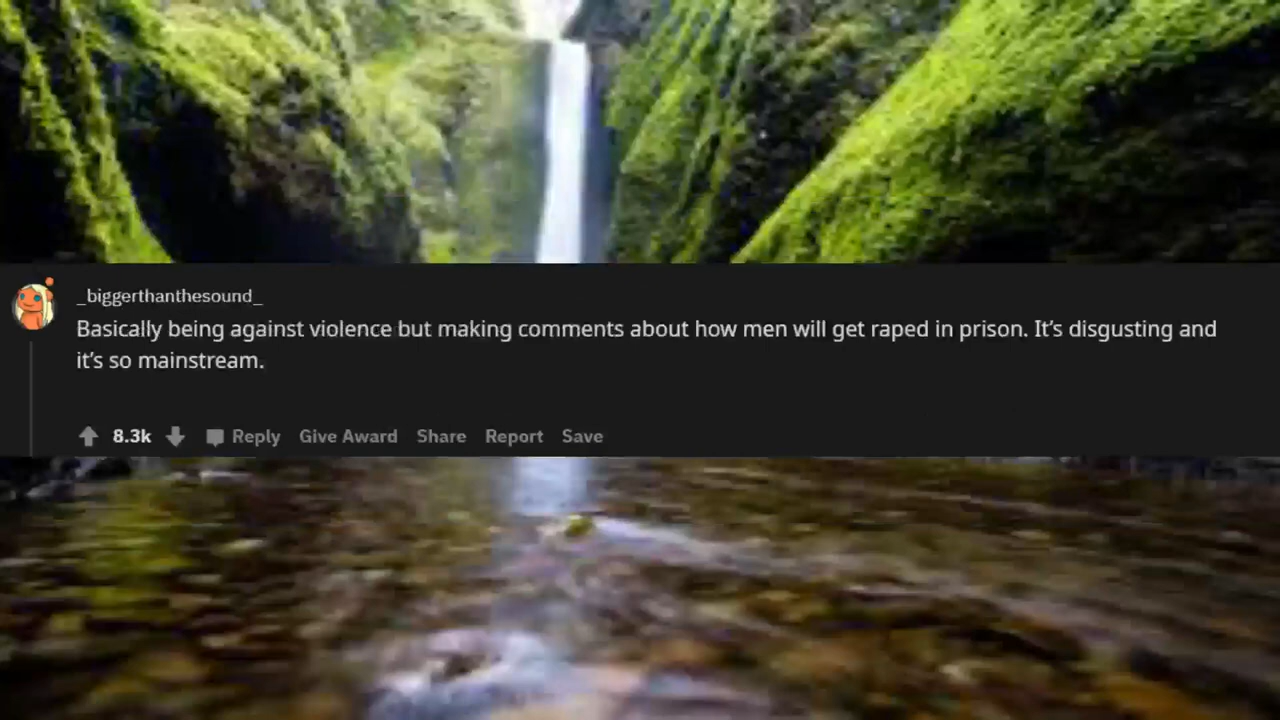 _biggerthanthesound_
Basically being against violence but making comments about how men will get raped in prison. It’s disgusting and
it’s so mainstream.
8.3k Reply Give Award Share Report Save